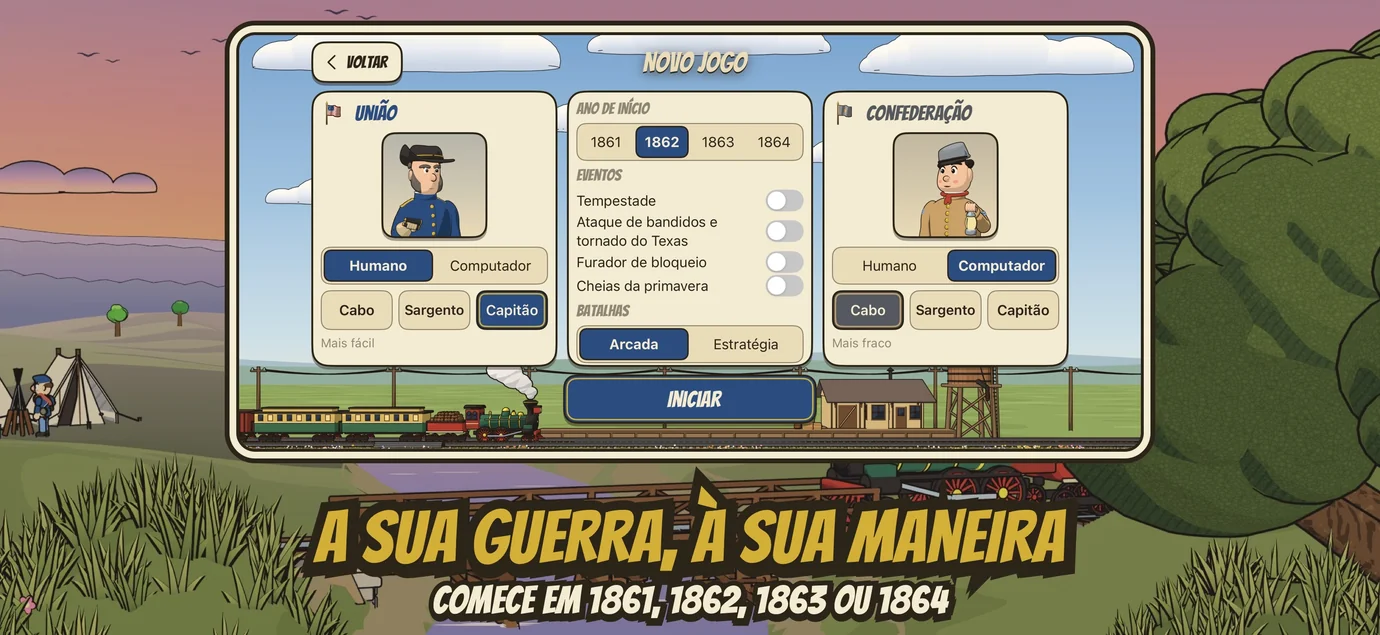 VOLTAR
NOVO JOGO
UNIÃO
Humano
Computador
Cabo
Sargento
Capitão
Mais fácil
ANO DE INÍCIO
1861
1862
1863
1864
EVENTOS
Tempestade
Ataque de bandidos e
tornado do Texas
Furador de bloqueio
Cheias da primavera
BATALHAS
Arcada
Estratégia
CONFEDERAÇÃO
Humano
Computador
Cabo
Sargento
Capitão
Mais fraco
INICIAR
A SUA GUERRA, À SUA MANEIRA
COMECE EM 1861, 1862, 1863 OU 1864